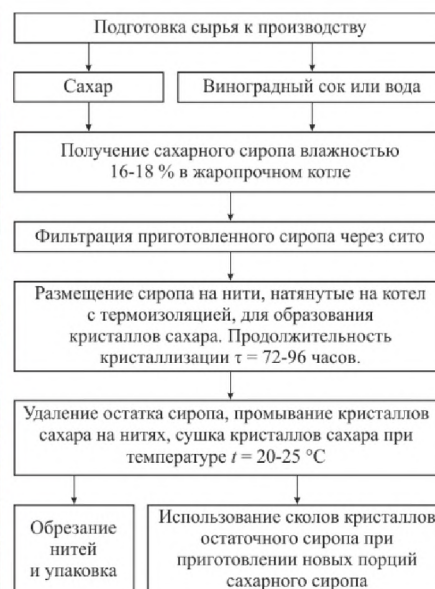 Подготовка сырья к производству
Сахар
Виноградный сок или вода
Получение сахарного сиропа влажностью
16-18 % в жаропрочном котле
Фильтрация приготовленного сиропа через сито
Размещение сиропа на нити, натянутые на котел
с термоизоляцией, для образования
кристаллов сахара. Продолжительность
кристаллизации τ = 72-96 часов.
Удаление остатка сиропа, промывание кристаллов
сахара на нитях, сушка кристаллов сахара при
температуре t = 20-25 °С
Обрезание
нитей
и упаковка
Использование сколов кристаллов
остаточного сиропа при
приготовлении новых порций
сахарного сиропа